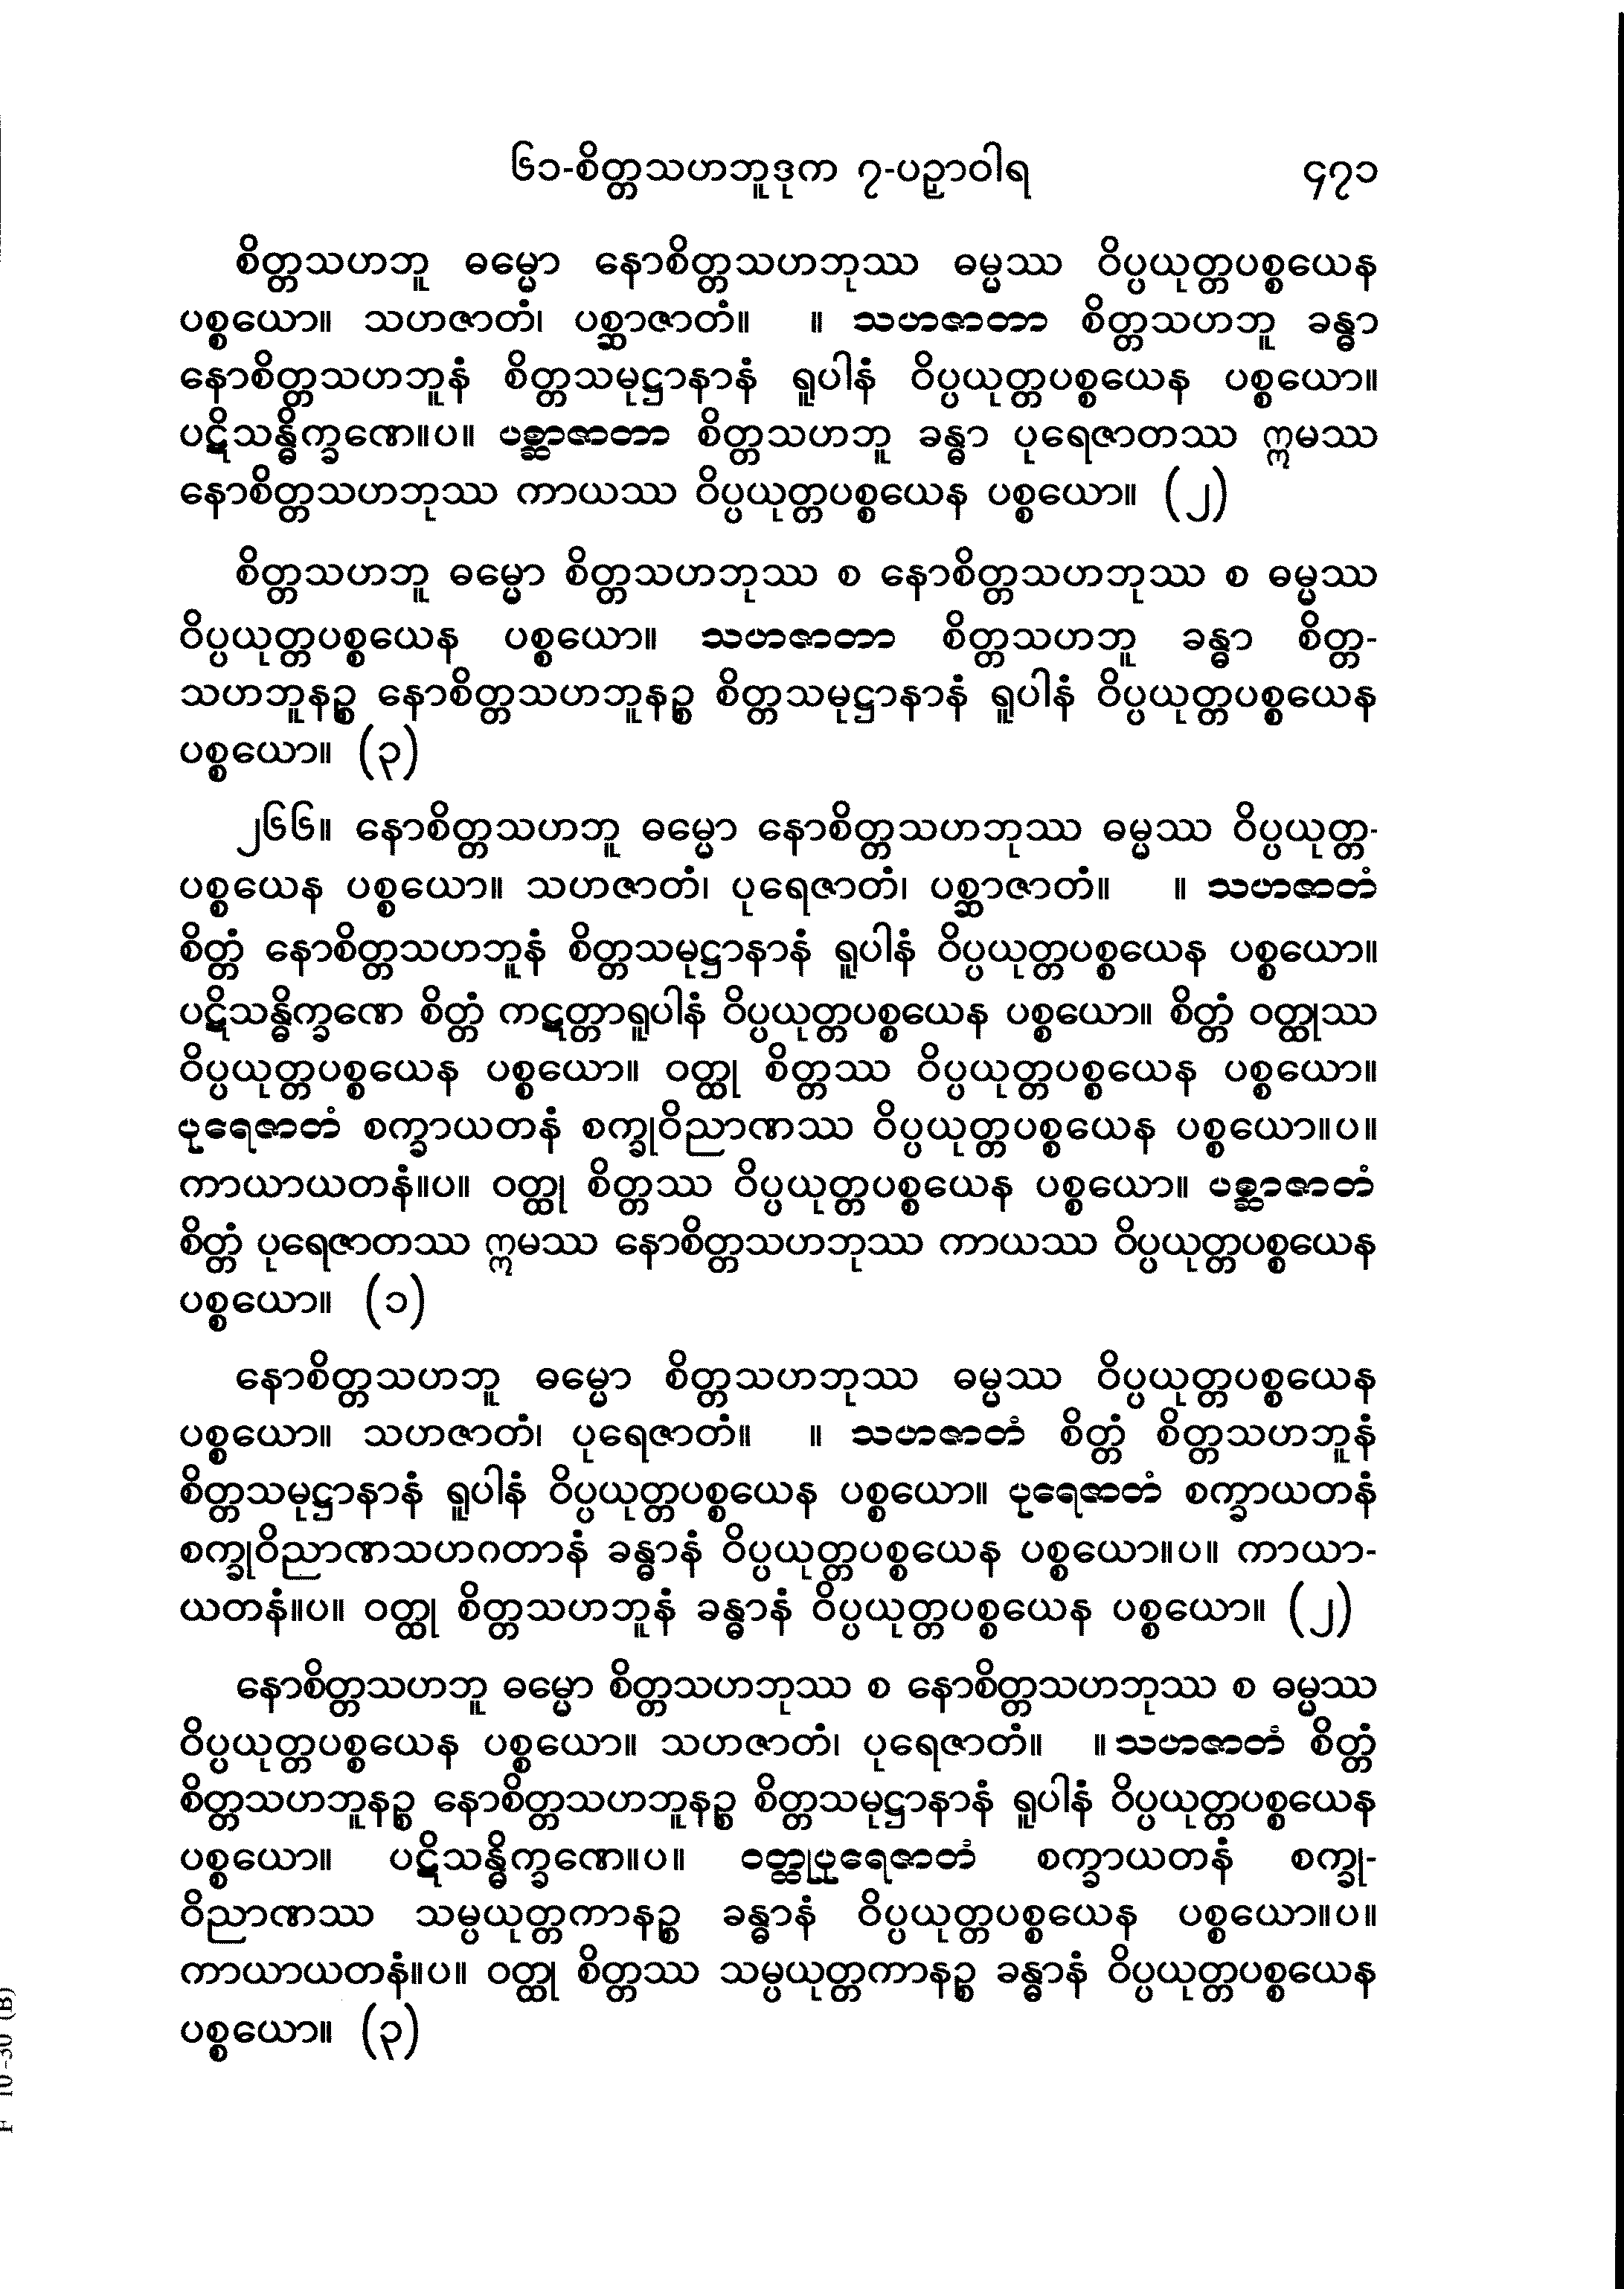 ၆၁-စိတ္တသဟဘူဒုက ၇-ပဉှာဝါရ ၄၇၁
စိတ္တသဟဘူ ဓမ္မော နောစိတ္တသဟဘုဿ ဓမ္မဿ ဝိပ္ပယုတ္တပစ္စယေန
ပစ္စယော။ သဟဇာတံ၊ ပစ္ဆာဇာတံ။ ။ သဟဇာတာ စိတ္တသဟဘူ ခန္ဓာ
နောစိတ္တသဟဘူနံ စိတ္တသမုဋ္ဌာနာနံ ရူပါနံ ဝိပ္ပယုတ္တပစ္စယေန ပစ္စယော။
ပဋိသန္ဓိက္ခဏေ။ပ။ ပစ္ဆာဇာတာ စိတ္တသဟဘူ ခန္ဓာ ပုရေဇာတဿ ဣမဿ
နောစိတ္တသဟဘုဿ ကာယဿ ဝိပ္ပယုတ္တပစ္စယေန ပစ္စယော။ (၂)
စိတ္တသဟဘူ ဓမ္မော စိတ္တသဟဘုဿ စ နောစိတ္တသဟဘုဿ စ ဓမ္မဿ
ဝိပ္ပယုတ္တပစ္စယေန ပစ္စယော။ သဟဇာတာ စိတ္တသဟဘူ ခန္ဓာ စိတ္တ-
သဟဘူနဉ္စ နောစိတ္တသဟဘူနဉ္စ စိတ္တသမုဋ္ဌာနာနံ ရူပါနံ ဝိပ္ပယုတ္တပစ္စယေန
ပစ္စယော။ (၃)
၂၆၆။ နောစိတ္တသဟဘူ ဓမ္မော နောစိတ္တသဟဘုဿ ဓမ္မဿ ဝိပ္ပယုတ္တ-
ပစ္စယေန ပစ္စယော။ သဟဇာတံ၊ ပုရေဇာတံ၊ ပစ္ဆာဇာတံ။ ။ သဟဇာတံ
စိတ္တံ နောစိတ္တသဟဘူနံ စိတ္တသမုဋ္ဌာနာနံ ရူပါနံ ဝိပ္ပယုတ္တပစ္စယေန ပစ္စယော။
ပဋိသန္ဓိက္ခဏေ စိတ္တံ ကဋတ္တာရူပါနံ ဝိပ္ပယုတ္တပစ္စယေန ပစ္စယော။ စိတ္တံ ဝတ္ထုဿ
ဝိပ္ပယုတ္တပစ္စယေန ပစ္စယော။ ဝတ္ထု စိတ္တဿ ဝိပ္ပယုတ္တပစ္စယေန ပစ္စယော။
ပုရေဇာတံ စက္ခာယတနံ စက္ခုဝိညာဏဿ ဝိပ္ပယုတ္တပစ္စယေန ပစ္စယော။ပ။
ကာယာယတနံ။ပ။ ဝတ္ထု စိတ္တဿ ဝိပ္ပယုတ္တပစ္စယေန ပစ္စယော။ ပစ္ဆာဇာတံ
စိတ္တံ ပုရေဇာတဿ ဣမဿ နောစိတ္တသဟဘုဿ ကာယဿ ဝိပ္ပယုတ္တပစ္စယေန
ပစ္စယော။ (၁)
နောစိတ္တသဟဘူ ဓမ္မော စိတ္တသဟဘုဿ ဓမ္မဿ ဝိပ္ပယုတ္တပစ္စယေန
ပစ္စယော။ သဟဇာတံ၊ ပုရေဇာတံ။ ။ သဟဇာတံ စိတ္တံ စိတ္တသဟဘူနံ
စိတ္တသမုဋ္ဌာနာနံ ရူပါနံ ဝိပ္ပယုတ္တပစ္စယေန ပစ္စယော။ ပုရေဇာတံ စက္ခာယတနံ
စက္ခုဝိညာဏသဟဂတာနံ ခန္ဓာနံ ဝိပ္ပယုတ္တပစ္စယေန ပစ္စယော။ပ။ ကာယာ-
ယတနံ။ပ။ ဝတ္ထု စိတ္တသဟဘူနံ ခန္ဓာနံ ဝိပ္ပယုတ္တပစ္စယေန ပစ္စယော။ (၂)
နောစိတ္တသဟဘူ ဓမ္မော စိတ္တသဟဘုဿ စ နောစိတ္တသဟဘုဿ စ ဓမ္မဿ
ဝိပ္ပယုတ္တပစ္စယေန ပစ္စယော။ သဟဇာတံ၊ ပုရေဇာတံ။ ။ သဟဇာတံ စိတ္တံ
စိတ္တသဟဘူနဉ္စ နောစိတ္တသဟဘူနဉ္စ စိတ္တသမုဋ္ဌာနာနံ ရူပါနံ ဝိပ္ပယုတ္တပစ္စယေန
ပစ္စယော။ ပဋိသန္ဓိက္ခဏေ။ပ။ ဝတ္ထုပုရေဇာတံ စက္ခာယတနံ စက္ခု-
ဝိညာဏဿ သမ္ပယုတ္တကာနဉ္စ ခန္ဓာနံ ဝိပ္ပယုတ္တပစ္စယေန ပစ္စယော။ပ။
ကာယာယတနံ။ပ။ ဝတ္ထု စိတ္တဿ သမ္ပယုတ္တကာနဉ္စ ခန္ဓာနံ ဝိပ္ပယုတ္တပစ္စယေန
ပစ္စယော။ (၃)
F 10-30 (B)